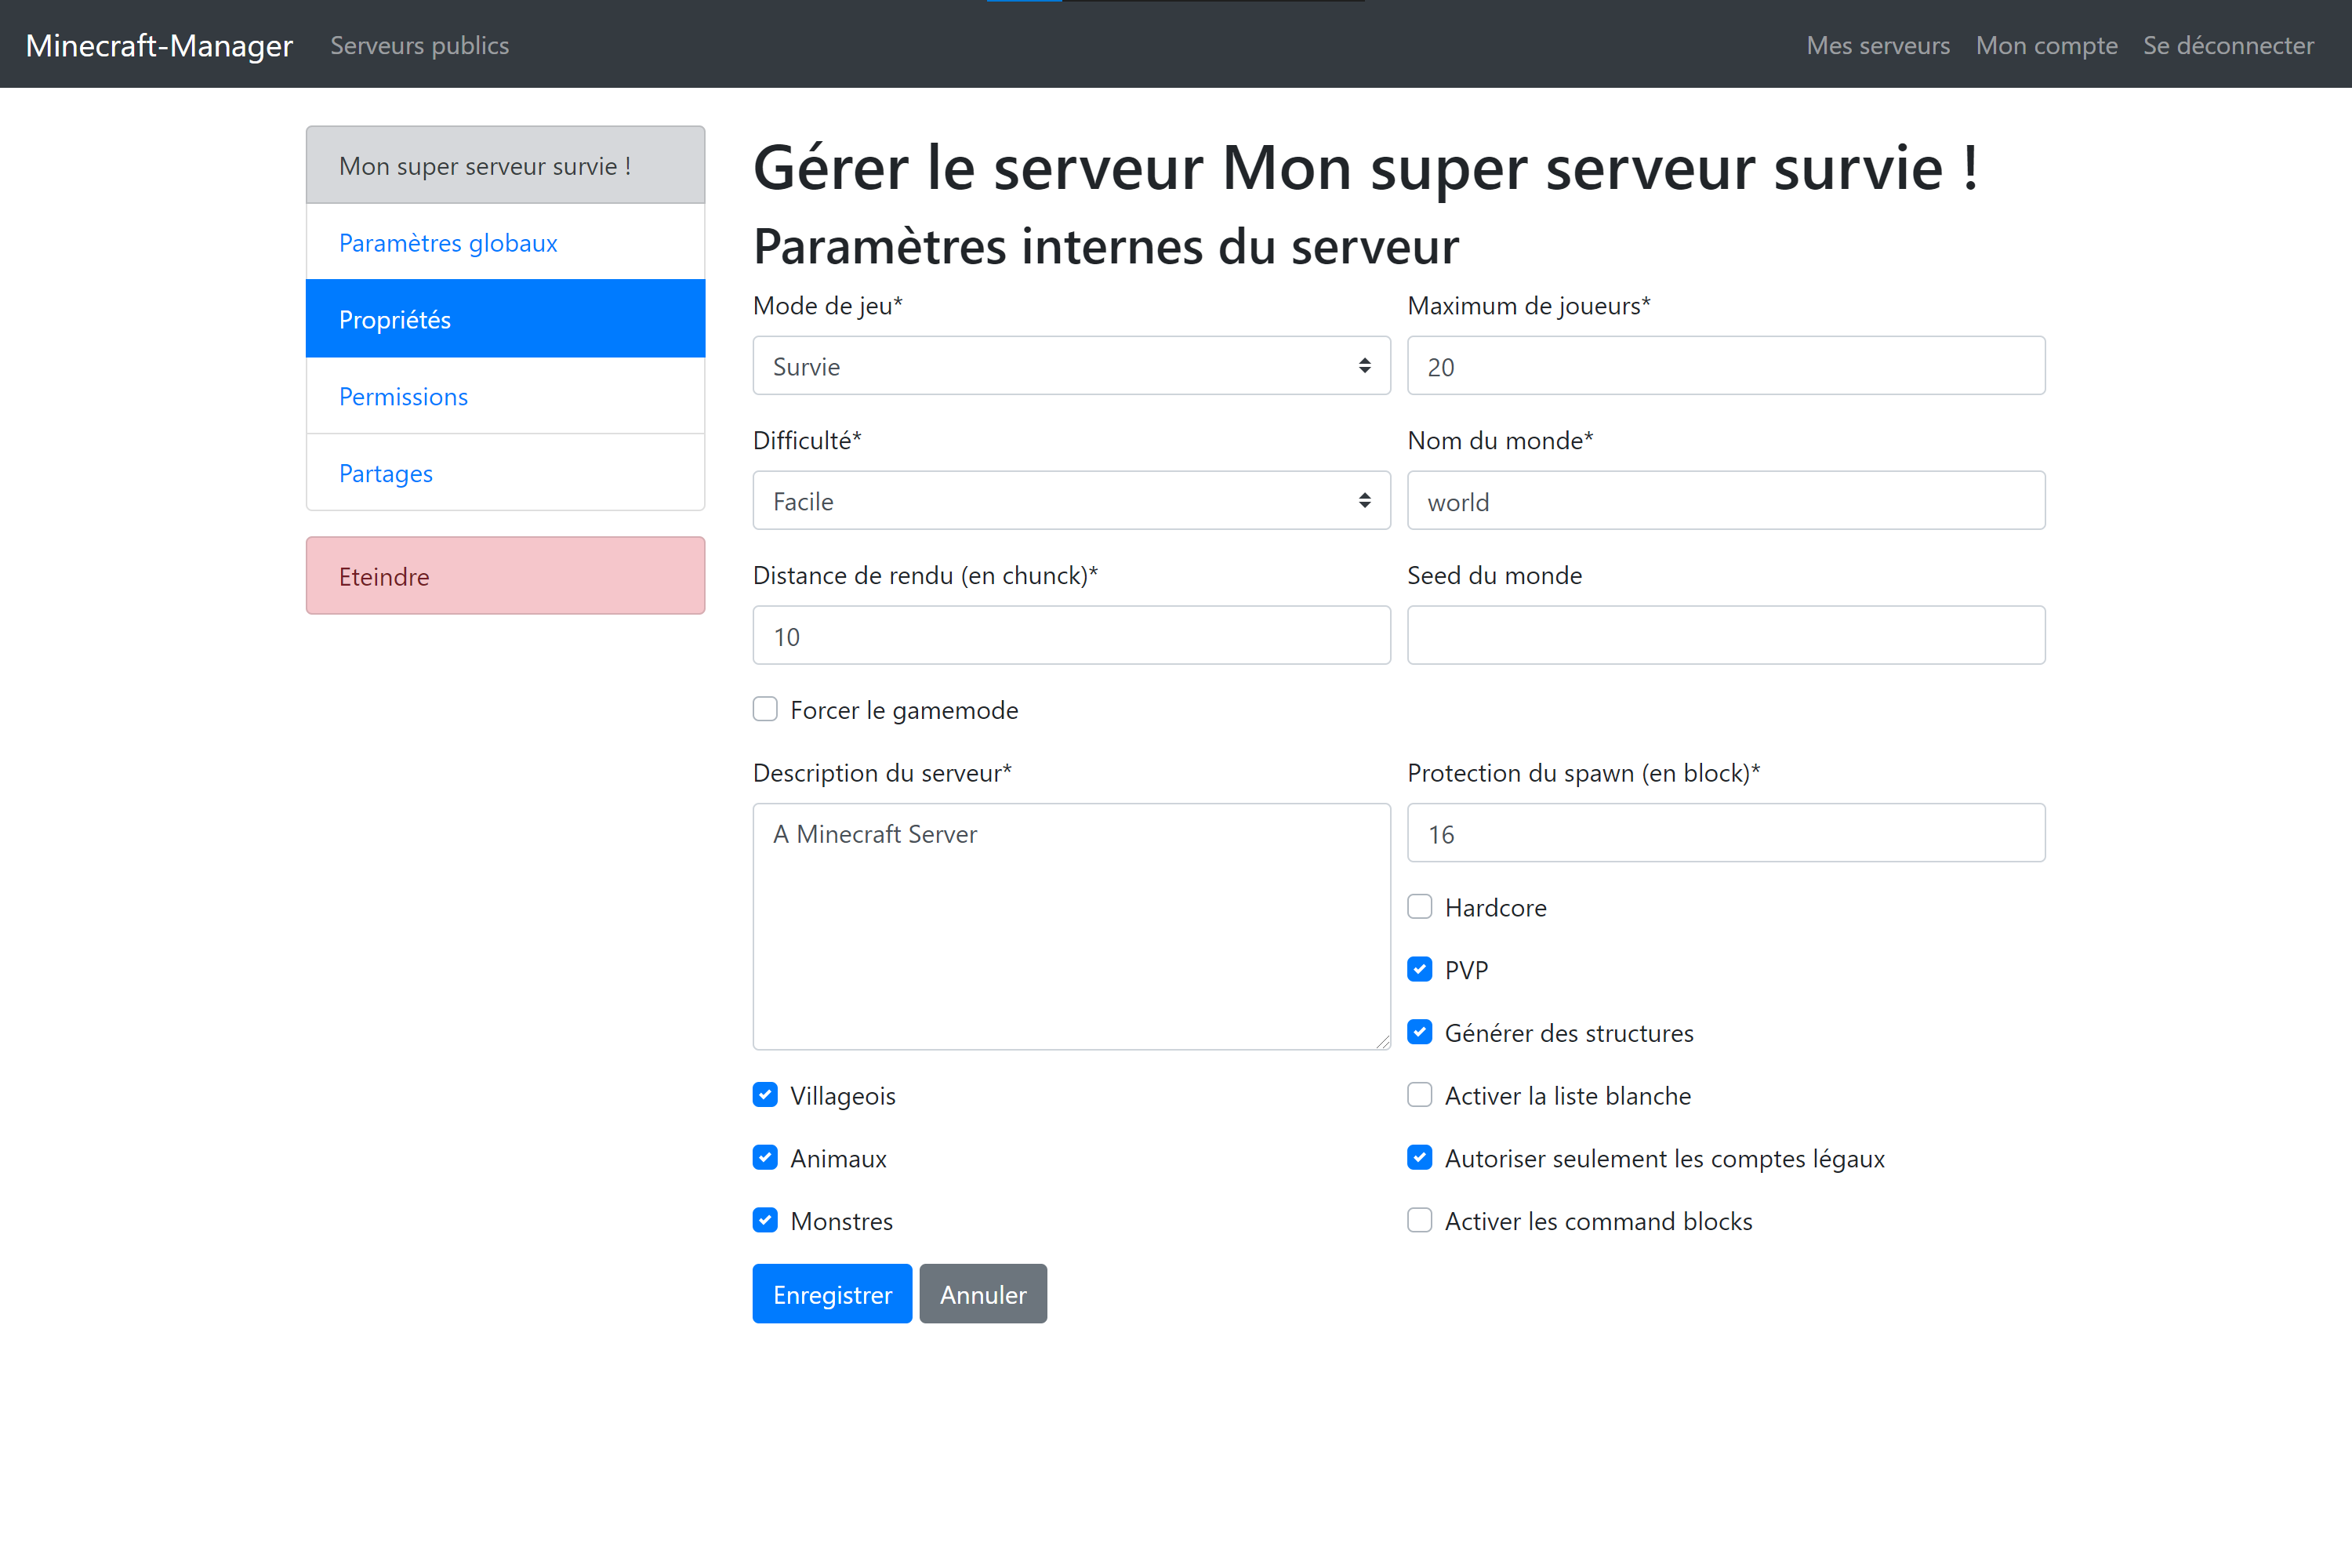 Minecraft-Manager Serveurs publics Mes serveurs Mon compte Se déconnecter
Mon super serveur survie !
Paramètres globaux
Propriétés
Permissions
Partages
Eteindre
Gérer le serveur Mon super serveur survie !
Paramètres internes du serveur
Mode de jeu* Maximum de joueurs*
Survie 20
Difficulté* Nom du monde*
Facile world
Distance de rendu (en chunck)* Seed du monde
10
Forcer le gamemode
Description du serveur* Protection du spawn (en block)*
A Minecraft Server 16
Hardcore
PVP
Générer des structures
Villageois Activer la liste blanche
Animaux Autoriser seulement les comptes légaux
Monstres Activer les command blocks
Enregistrer Annuler